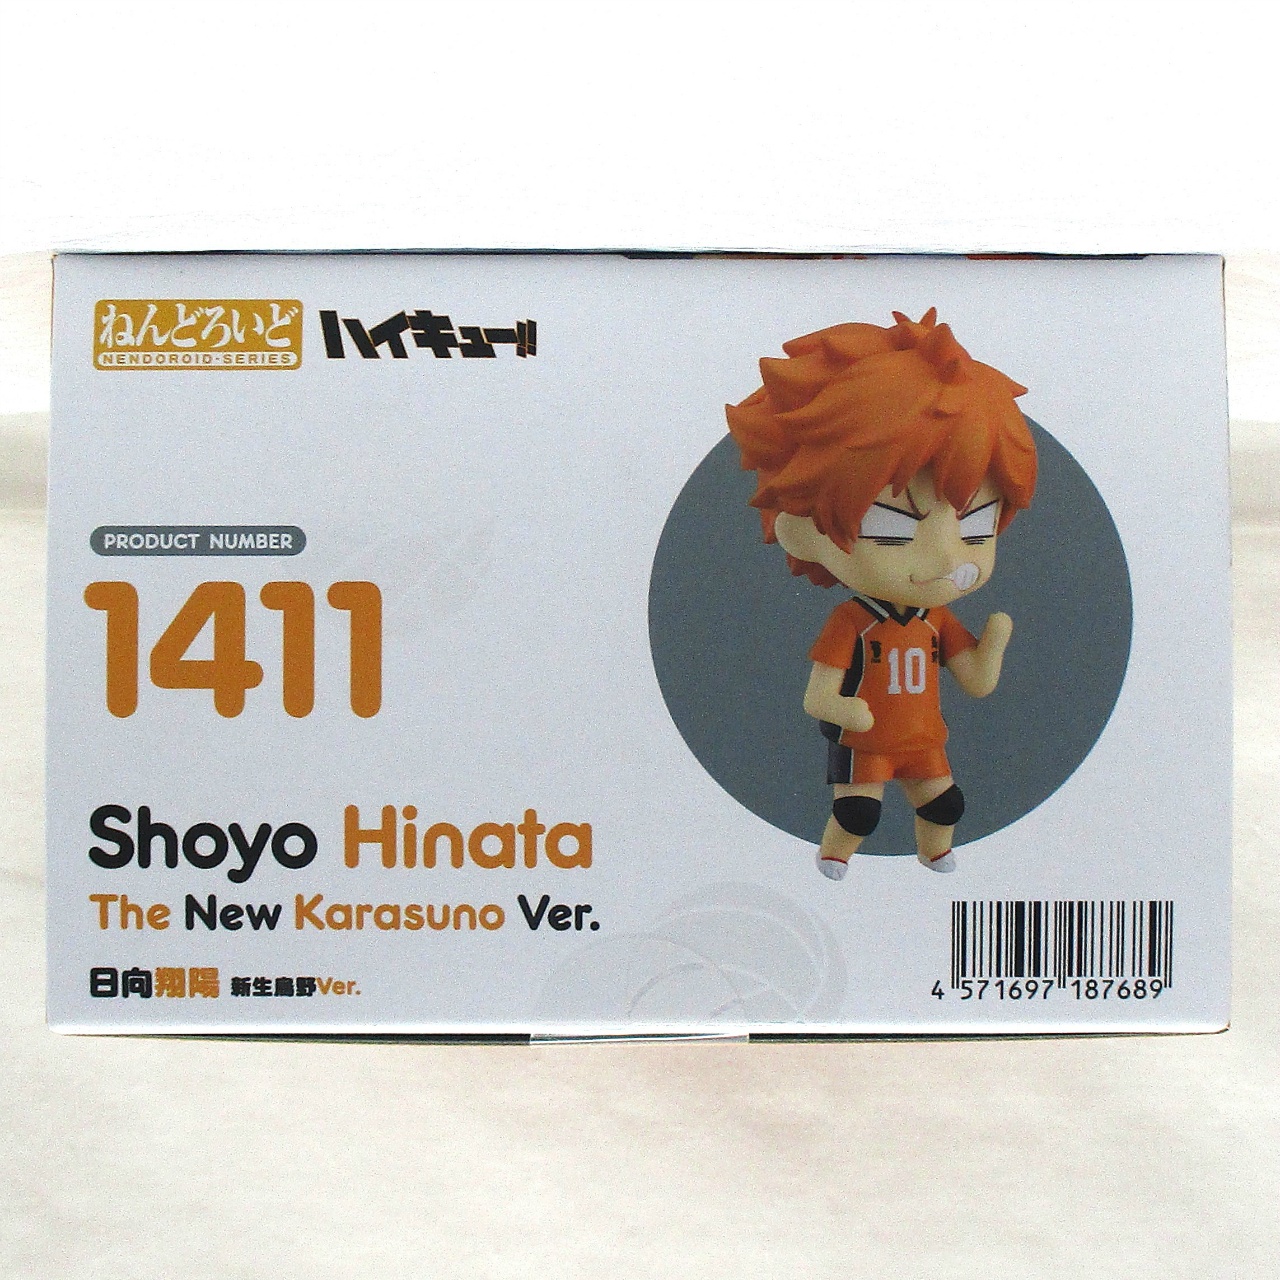 ねんどろいど
NENDOROID-SERIES
ハイキュー!!
PRODUCT NUMBER
1411
Shoyo Hinata
The New Karasuno Ver.
日向翔陽 新生烏野Ver.
10
4 571697 187689